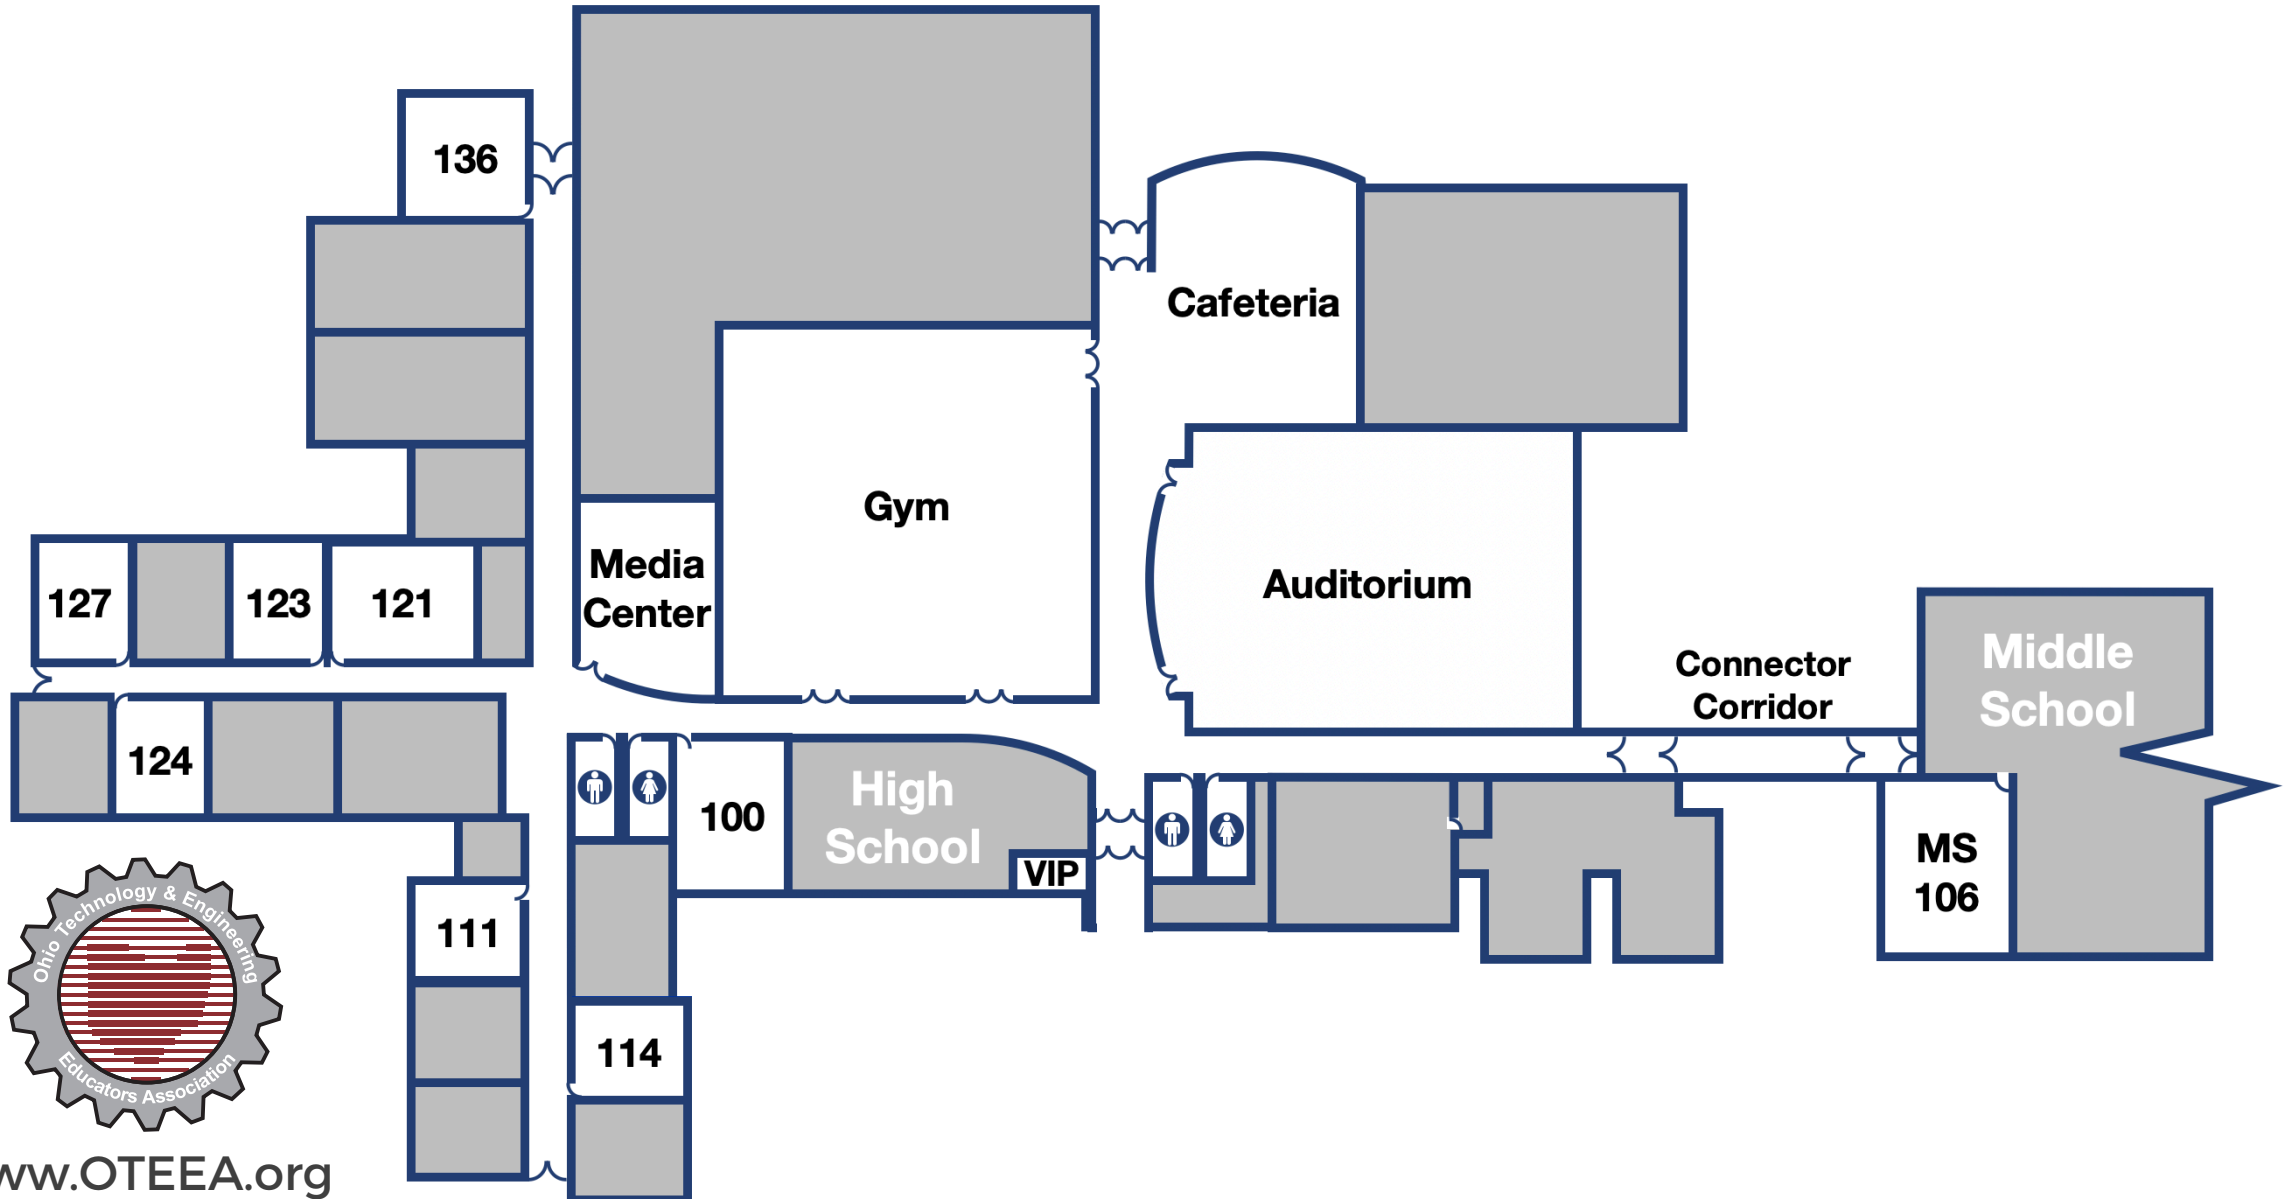 136
Cafeteria
Gym
Media
Center
127
123
121
Auditorium
Connector
Corridor
Middle
School
124
100
High
School
VIP
MS
106
111
114
Ohio Technology & Engineering
Educators Association
ww.OTEEA.org